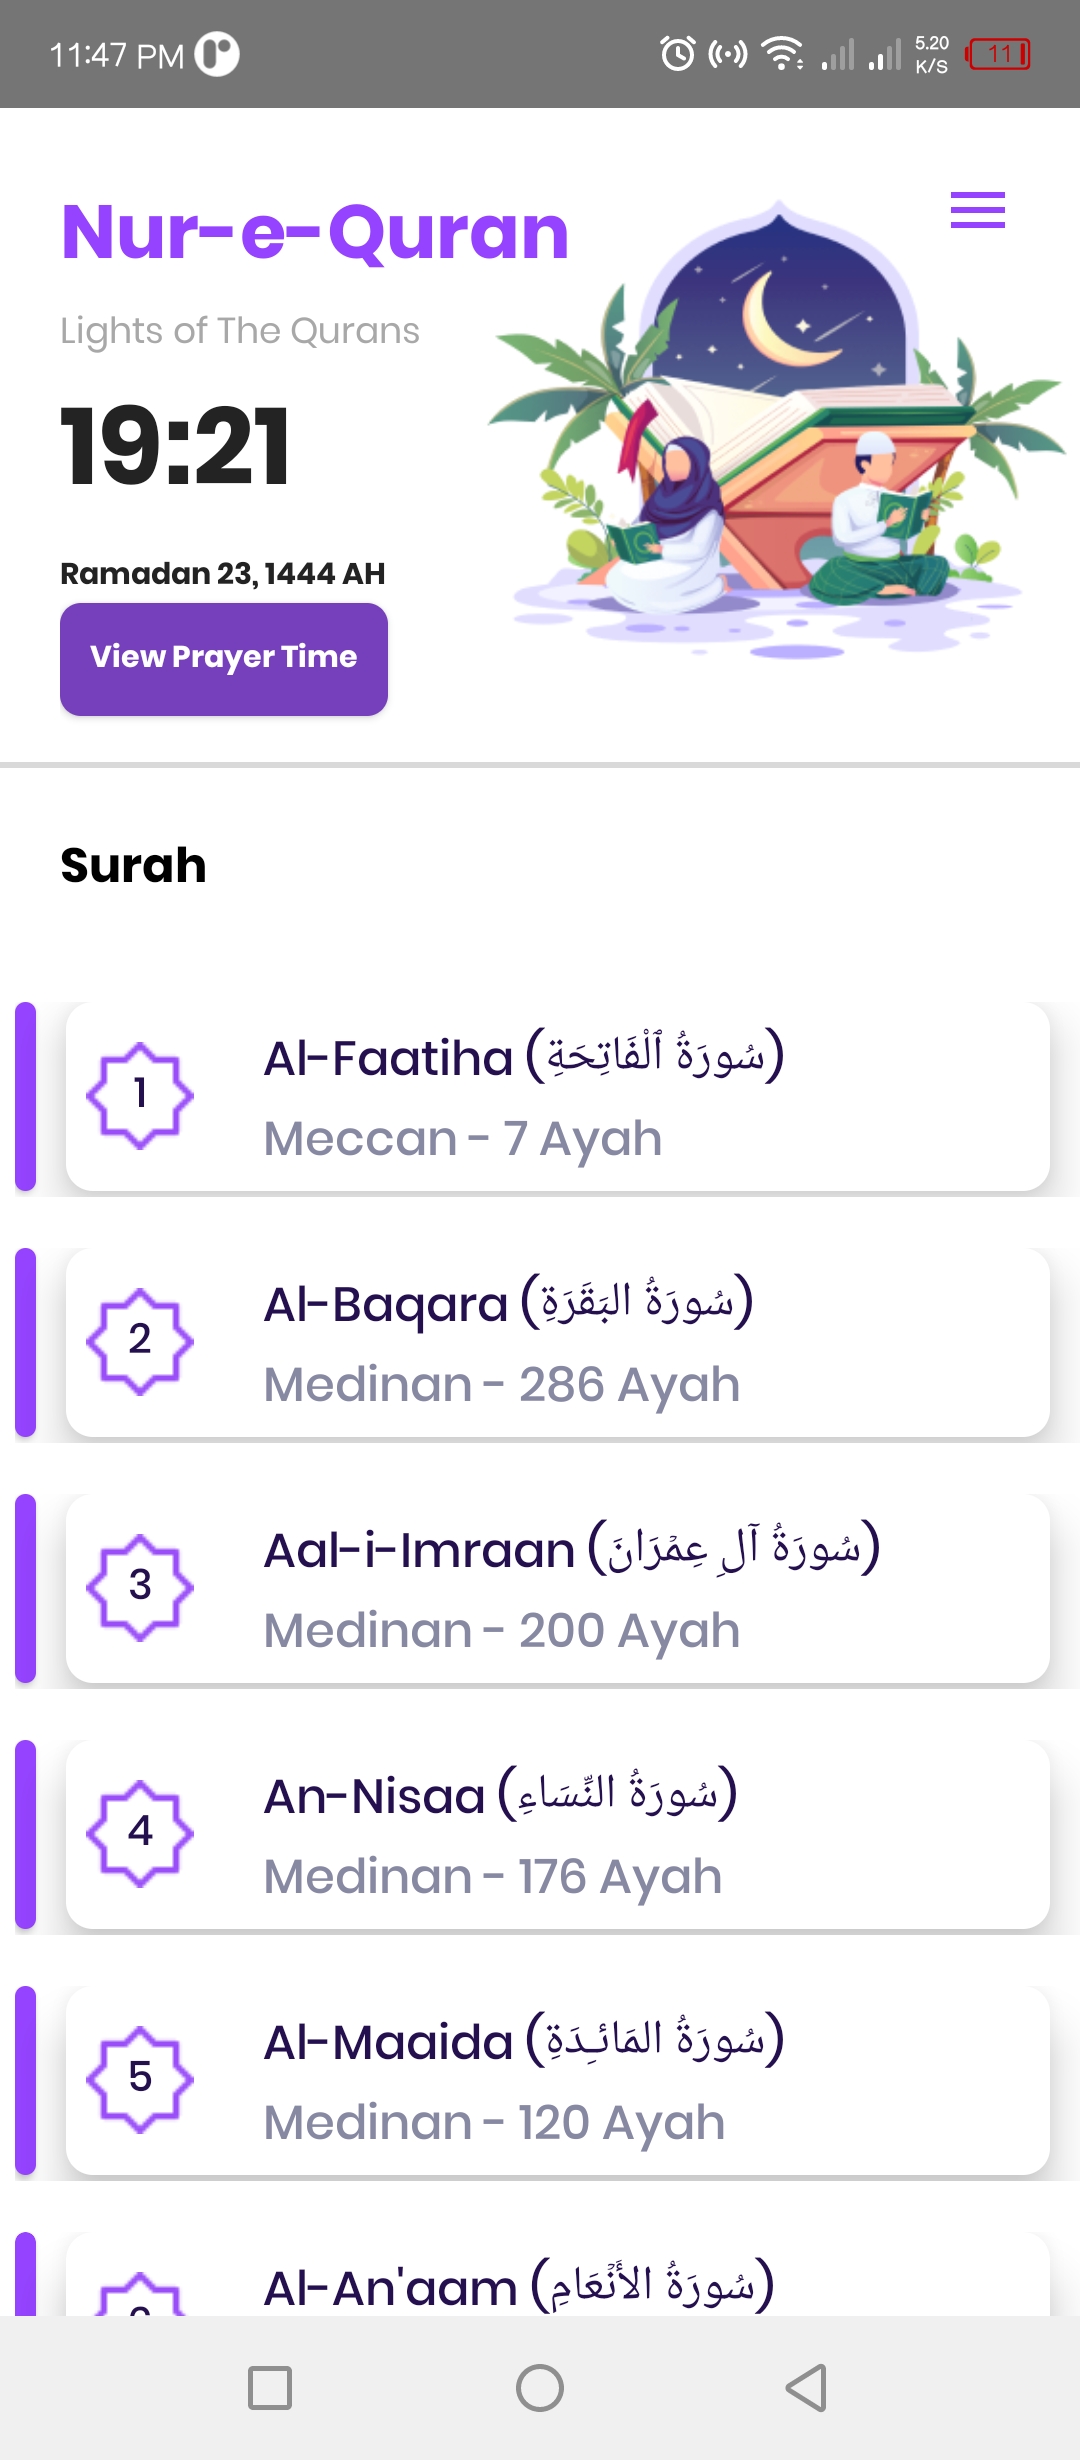 11:47 PM
5.20
K/S
11
Nur-e-Quran
Lights of The Qurans
19:21
Ramadan 23, 1444 AH
View Prayer Time
Surah
1
Al-Faatiha (سُورَةُ ٱلْفَاتِحَةِ)
Meccan - 7 Ayah
2
Al-Baqara (سُورَةُ البَقَرَةِ)
Medinan - 286 Ayah
3
Aal-i-Imraan (سُورَةُ آلِ عِمۡرَانَ)
Medinan - 200 Ayah
4
An-Nisaa (سُورَةُ النِّسَاءِ)
Medinan - 176 Ayah
5
Al-Maaida (سُورَةُ المَائـِدَةِ)
Medinan - 120 Ayah
Al-An'aam (سُورَةُ الأَنۡعَامِ)